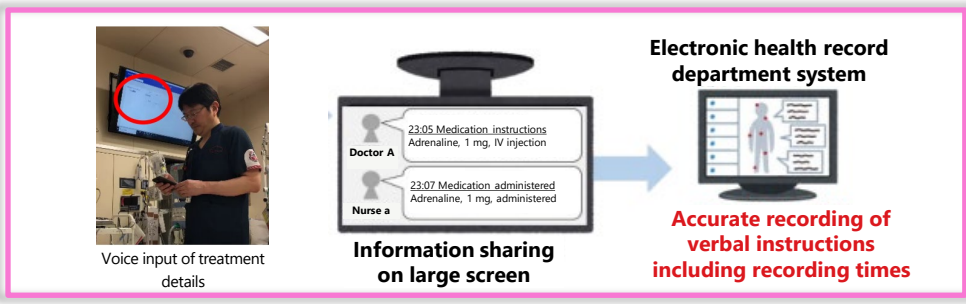 Voice input of treatment
details
Doctor A
23:05 Medication instructions
Adrenaline, 1 mg, IV injection
Nurse a
23:07 Medication administered
Adrenaline, 1 mg, administered
Information sharing
on large screen
Electronic health record
department system
Accurate recording of
verbal instructions
including recording times